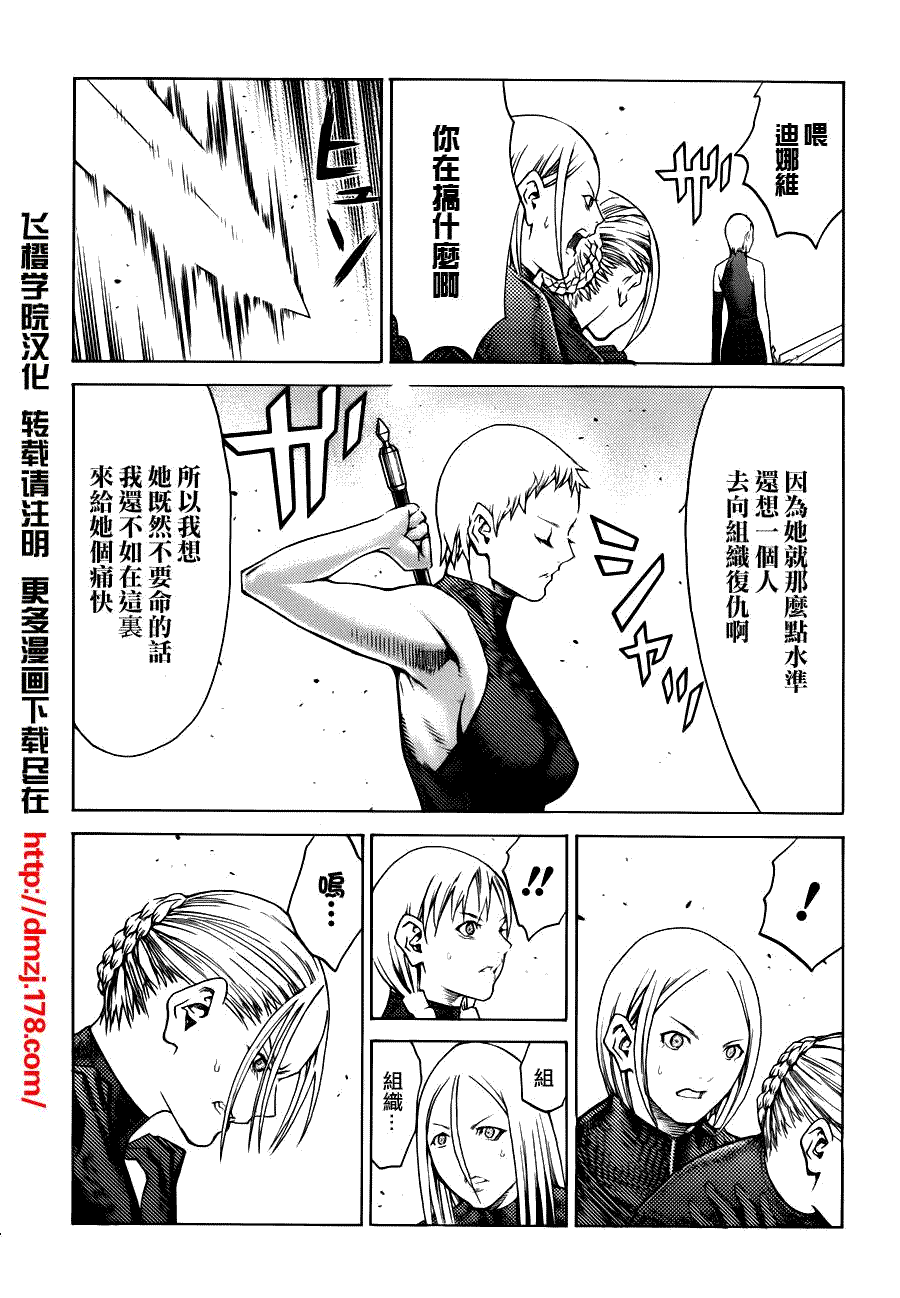 喂
迪娜維
你在搞什麼啊
ザッ
ヒュ
因為她就那麼點水準
還想一個人
去向組織復仇啊
所以我想
她既然不要命的話
我還不如在這裏
來給她個痛快
ガガ
シャッ
!
!!
組
組織…
嗚…
飞橙学院汉化 转载请注明 更多漫画下载尽在 http://dmzj.178.com/